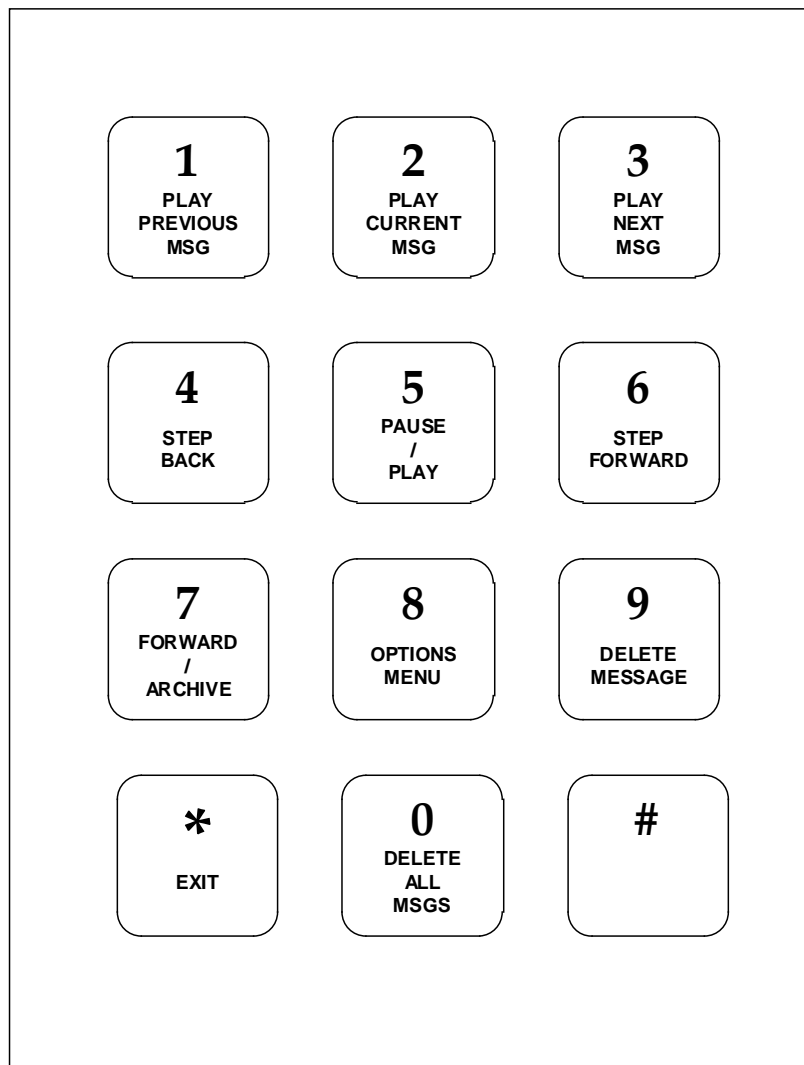 1
PLAY
PREVIOUS
MSG
2
PLAY
CURRENT
MSG
3
PLAY
NEXT
MSG
4
STEP
BACK
5
PAUSE
/
PLAY
6
STEP
FORWARD
7
FORWARD
/
ARCHIVE
8
OPTIONS
MENU
9
DELETE
MESSAGE
*
EXIT
0
DELETE
ALL
MSGS
#